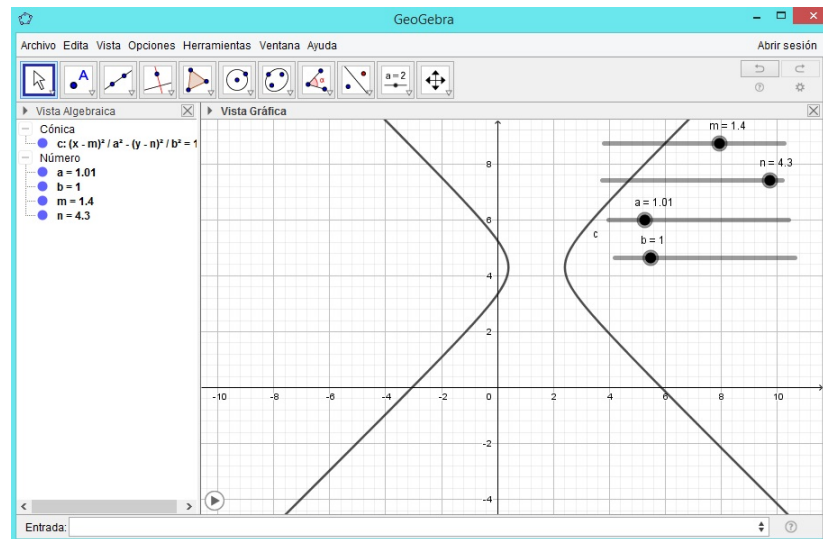 GeoGebra
Archivo Edita Vista Opciones Herramientas Ventana Ayuda Abrir sesión
A α a = 2
Vista Algebraica
Cónica
c: (x - m)² / a² - (y - n)² / b² = 1
Número
a = 1.01
b = 1
m = 1.4
n = 4.3
Vista Gráfica
m = 1.4
n = 4.3
a = 1.01
b = 1
c
8
6
4
2
-10 -8 -6 -4 -2 0 2 4 6 8 10
-2
-4
Entrada: